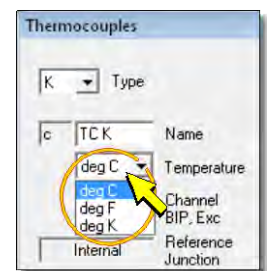 Thermocouples
K Type
c TC K Name
deg C Temperature
deg C
deg F Channel
deg K BIP, Exc
Internal Reference
Junction